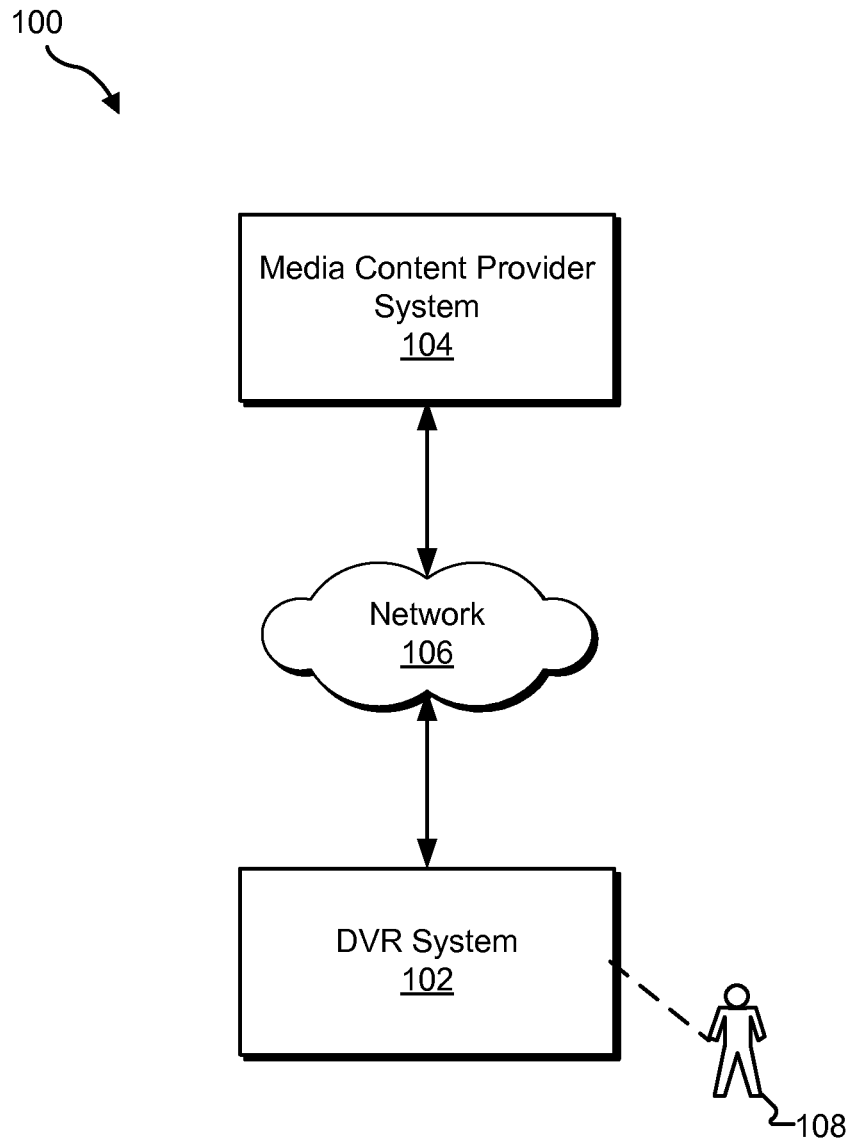 100
Media Content Provider
System
104
Network
106
DVR System
102
108